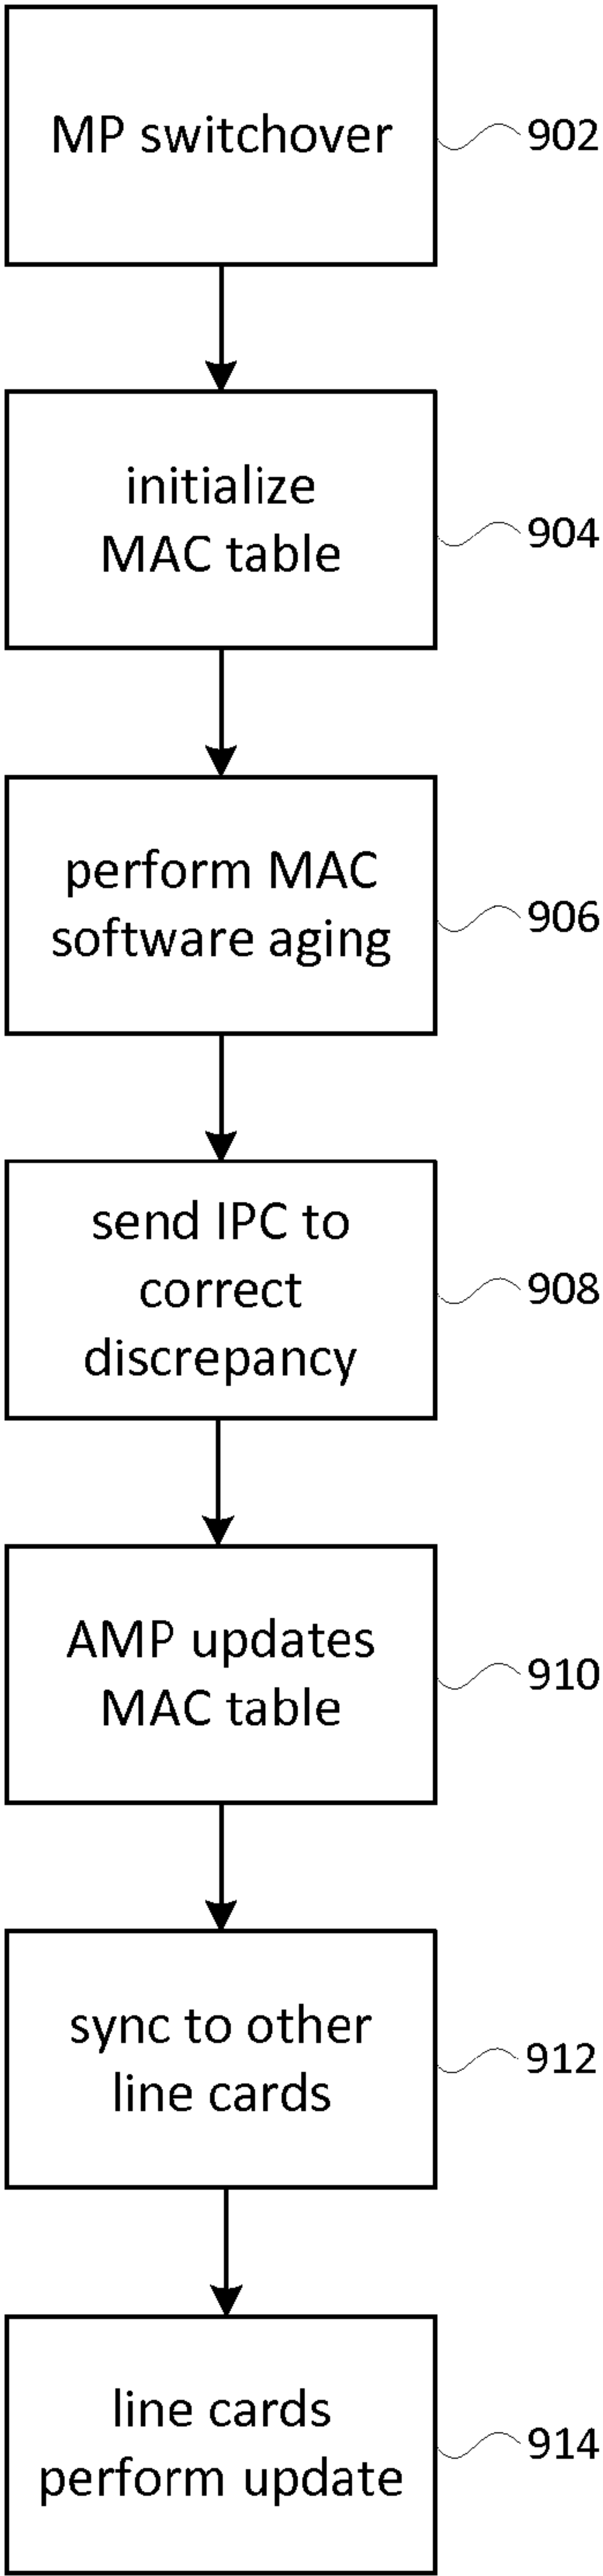 MP switchover
902
initialize
MAC table
904
perform MAC
software aging
906
send IPC to
correct
discrepancy
908
AMP updates
MAC table
910
sync to other
line cards
912
line cards
perform update
914